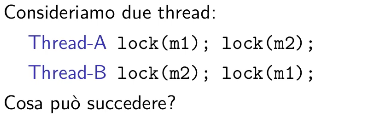 Consideriamo due thread:
Thread-A lock(m1); lock(m2);
Thread-B lock(m2); lock(m1);
Cosa può succedere?